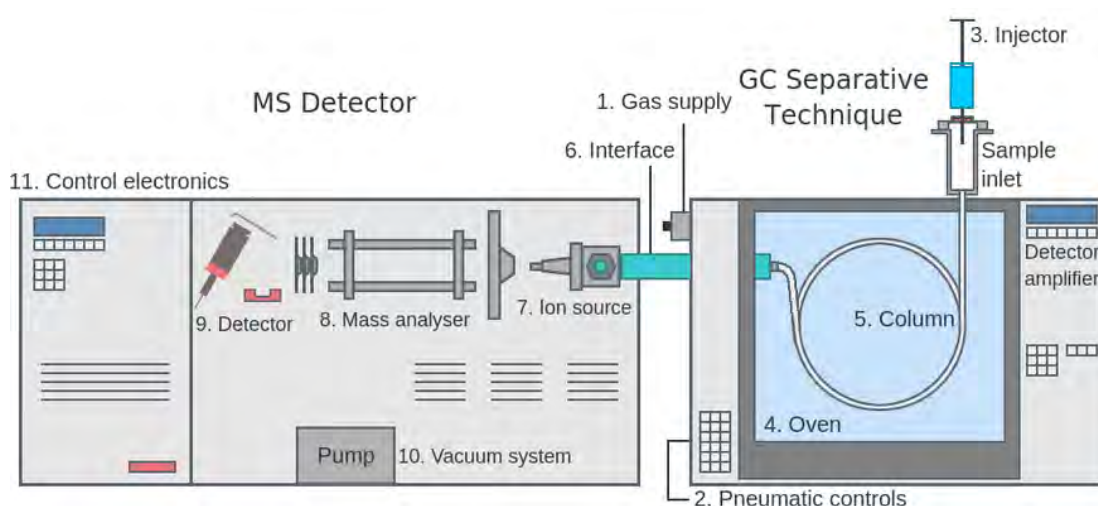 3. Injector
GC Separative
Technique
MS Detector
1. Gas supply
6. Interface
Sample
inlet
11. Control electronics
Detector
amplifier
9. Detector
8. Mass analyser
7. Ion source
5. Column
4. Oven
Pump
10. Vacuum system
2. Pneumatic controls